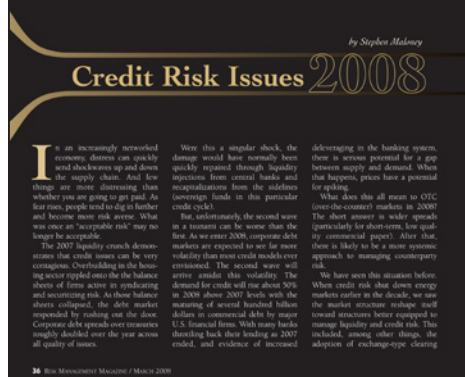 by Stephen Maloney
Credit Risk Issues 2008
In an increasingly networked
economy, distress can quickly
send shockwaves up and down
the supply chain. And few
things are more distressing than
whether you are going to get paid. As
fear rises, people tend to dig in further
and become more risk averse. What
was once an "acceptable risk" may no
longer be acceptable.
The 2007 liquidity crunch demon-
strates that credit issues can be very
contagious. Overbuilding in the hous-
ing sector rippled onto the the balance
sheets of firms active in syndicating
and securitizing risk. As those balance
sheets collapsed, the debt market
responded by rushing out the door.
Corporate debt spreads over treasuries
roughly doubled over the year across
all quality of issues.
Were this a singular shock, the
damage would have normally been
quickly repaired through liquidity
injections from central banks and
recapitalizations from the sidelines
(sovereign funds in this particular
credit cycle).
But, unfortunately, the second wave
in a tsunami can be worse than the
first. As we enter 2008, corporate debt
markets are expected to see far more
volatility than most credit models ever
envisioned. The second wave will
arrive amidst this volatility. The
demand for credit will rise about 50%
in 2008 above 2007 levels with the
maturing of several hundred billion
dollars in commercial debt by major
U.S. financial firms. With many banks
throttling back their lending as 2007
ended, and evidence of increased
deleveraging in the banking system,
there is serious potential for a gap
between supply and demand. When
that happens, prices have a potential
for spiking.
What does this all mean to OTC
(over-the-counter) markets in 2008?
The short answer is wider spreads
(particularly for short-term, low qual-
ity commercial paper). After that,
there is likely to be a more systemic
approach to managing counterparty
risk.
We have seen this situation before.
When credit risk shut down energy
markets earlier in the decade, we saw
the market structure reshape itself
toward structures better equipped to
manage liquidity and credit risk. This
included, among other things, the
adoption of exchange-type clearing
36 Risk Management Magazine / March 2008